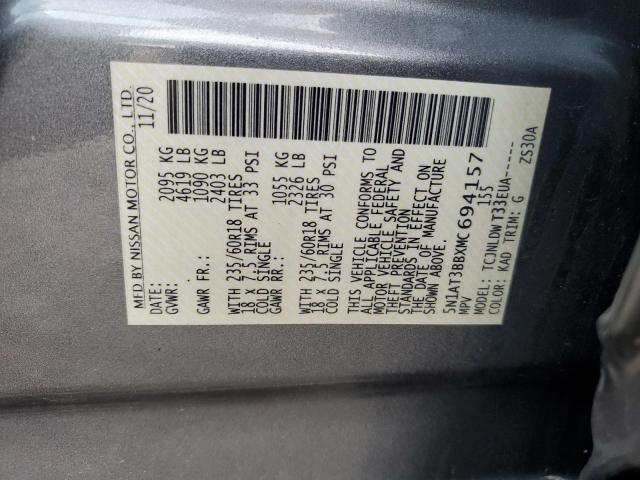 MFD BY NISSAN MOTOR CO., LTD.
DATE: 11/20
GVWR: 2095 KG
4619 LB
GAWR FR.: 1090 KG
2403 LB
WITH 235/60R18 TIRES
18 X 7.5 RIMS AT 33 PSI
COLD SINGLE
GAWR RR.: 1055 KG
2326 LB
WITH 235/60R18 TIRES
18 X 7.5 RIMS AT 30 PSI
COLD SINGLE
THIS VEHICLE CONFORMS TO
ALL APPLICABLE FEDERAL
MOTOR VEHICLE SAFETY AND
THEFT PREVENTION
STANDARDS IN EFFECT ON
THE DATE OF MANUFACTURE
SHOWN ABOVE.
5N1AT3BBXMC694157
MPV 155
MODEL: TCJNLDW T33EUA-----
COLOR: KAD TRIM: G ZS30A